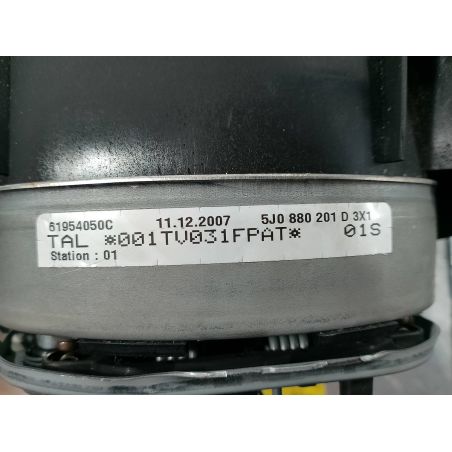 61954050C 11.12.2007 5J0 880 201 D 3X1
TAL *001TV031FPAT* 01S
Station : 01